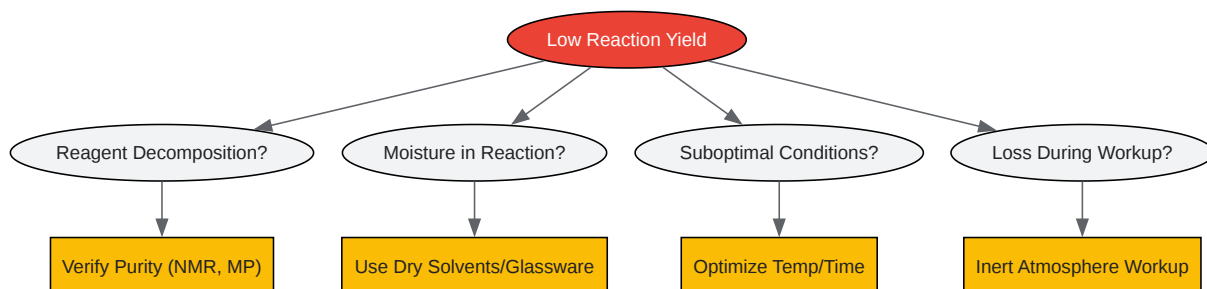 Low Reaction Yield
Reagent Decomposition?
Moisture in Reaction?
Suboptimal Conditions?
Loss During Workup?
Verify Purity (NMR, MP)
Use Dry Solvents/Glassware
Optimize Temp/Time
Inert Atmosphere Workup